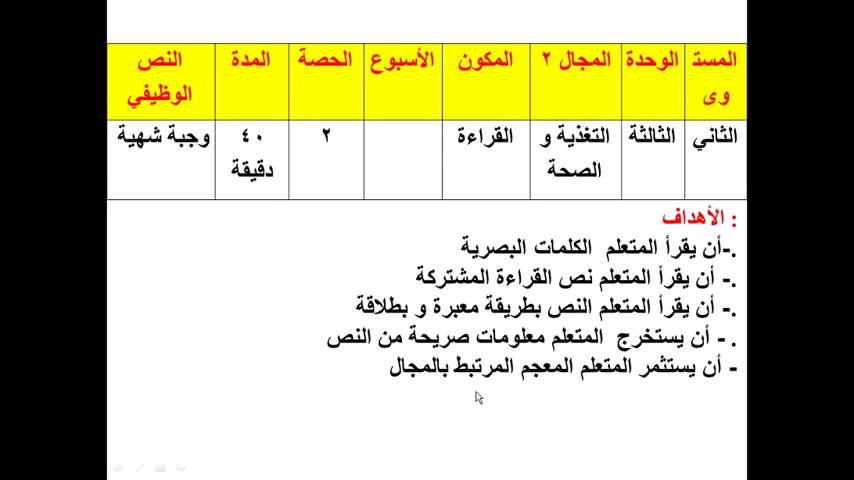 المست الوحدة المجال ٢ المكون الأسبوع الحصة المدة النص
وى الوظيفي
الثاني الثالثة التغذية و القراءة ٢ ٤٠ وجبة شهية
الصحة دقيقة
الأهداف :
.-أن يقرأ المتعلم الكلمات البصرية
.- أن يقرأ المتعلم نص القراءة المشتركة
.- أن يقرأ المتعلم النص بطريقة معبرة و بطلاقة
. - أن يستخرج المتعلم معلومات صريحة من النص
- أن يستثمر المتعلم المعجم المرتبط بالمجال